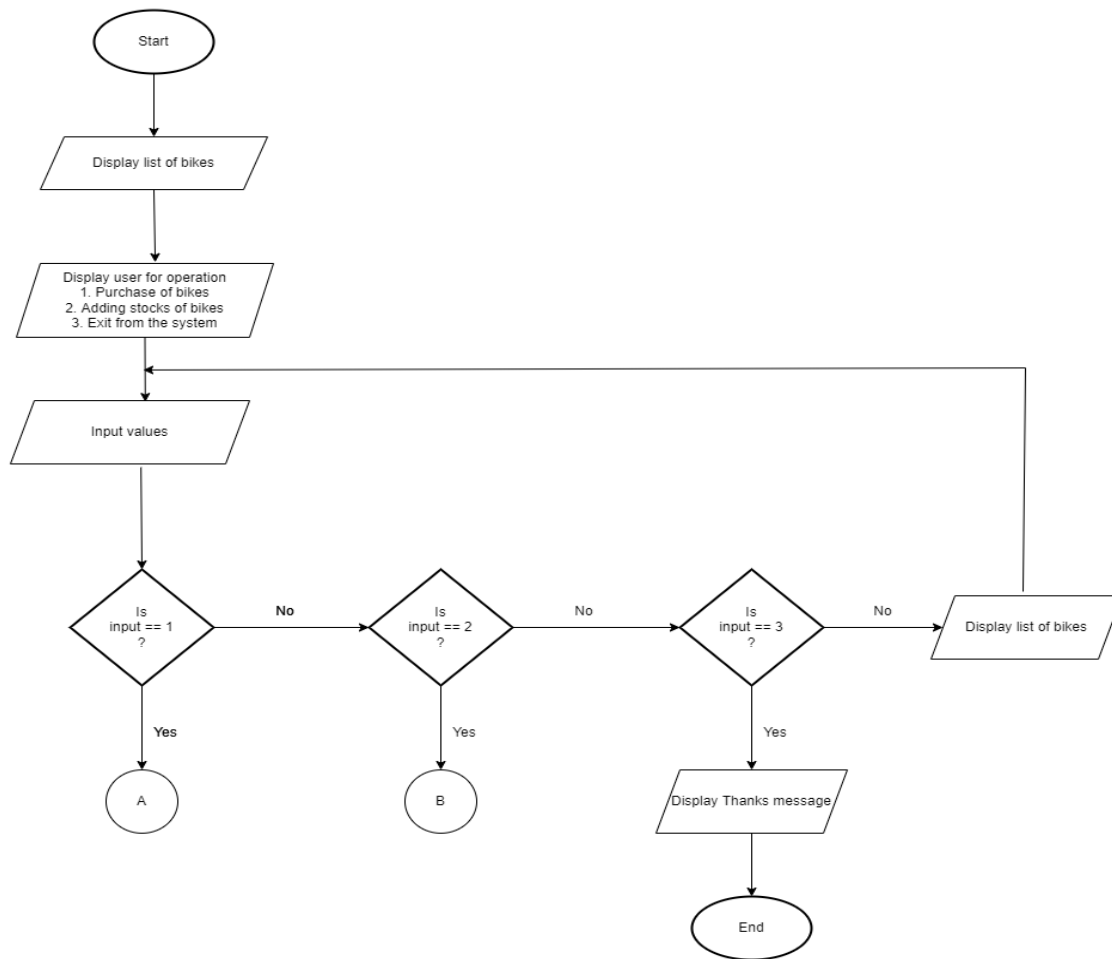 Start
Display list of bikes
Display user for operation
1. Purchase of bikes
2. Adding stocks of bikes
3. Exit from the system
Input values
Is
input == 1
?
No
Is
input == 2
?
No
Is
input == 3
?
No
Display list of bikes
Yes
Yes
Yes
A
B
Display Thanks message
End